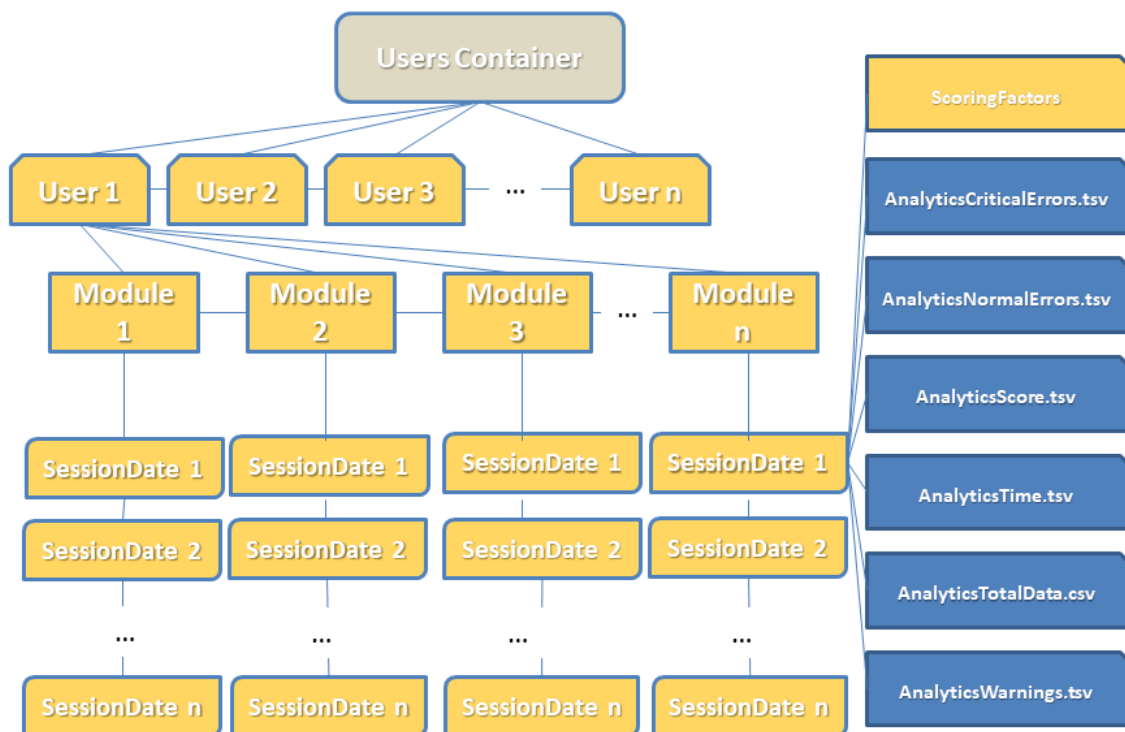 Users Container
ScoringFactors
User 1
User 2
User 3
...
User n
AnalyticsCriticalErrors.tsv
Module
1
Module
2
Module
3
...
Module
n
AnalyticsNormalErrors.tsv
AnalyticsScore.tsv
SessionDate 1
SessionDate 1
SessionDate 1
SessionDate 1
AnalyticsTime.tsv
SessionDate 2
SessionDate 2
SessionDate 2
SessionDate 2
AnalyticsTotalData.csv
...
...
...
...
SessionDate n
SessionDate n
SessionDate n
SessionDate n
AnalyticsWarnings.tsv